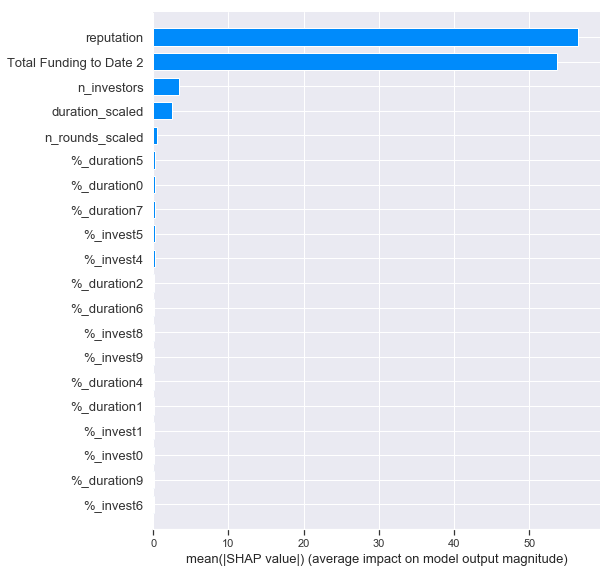 reputation
Total Funding to Date 2
n_investors
duration_scaled
n_rounds_scaled
%_duration5
%_duration0
%_duration7
%_invest5
%_invest4
%_duration2
%_duration6
%_invest8
%_invest9
%_duration4
%_duration1
%_invest1
%_invest0
%_duration9
%_invest6
0 10 20 30 40 50
mean(|SHAP value|) (average impact on model output magnitude)